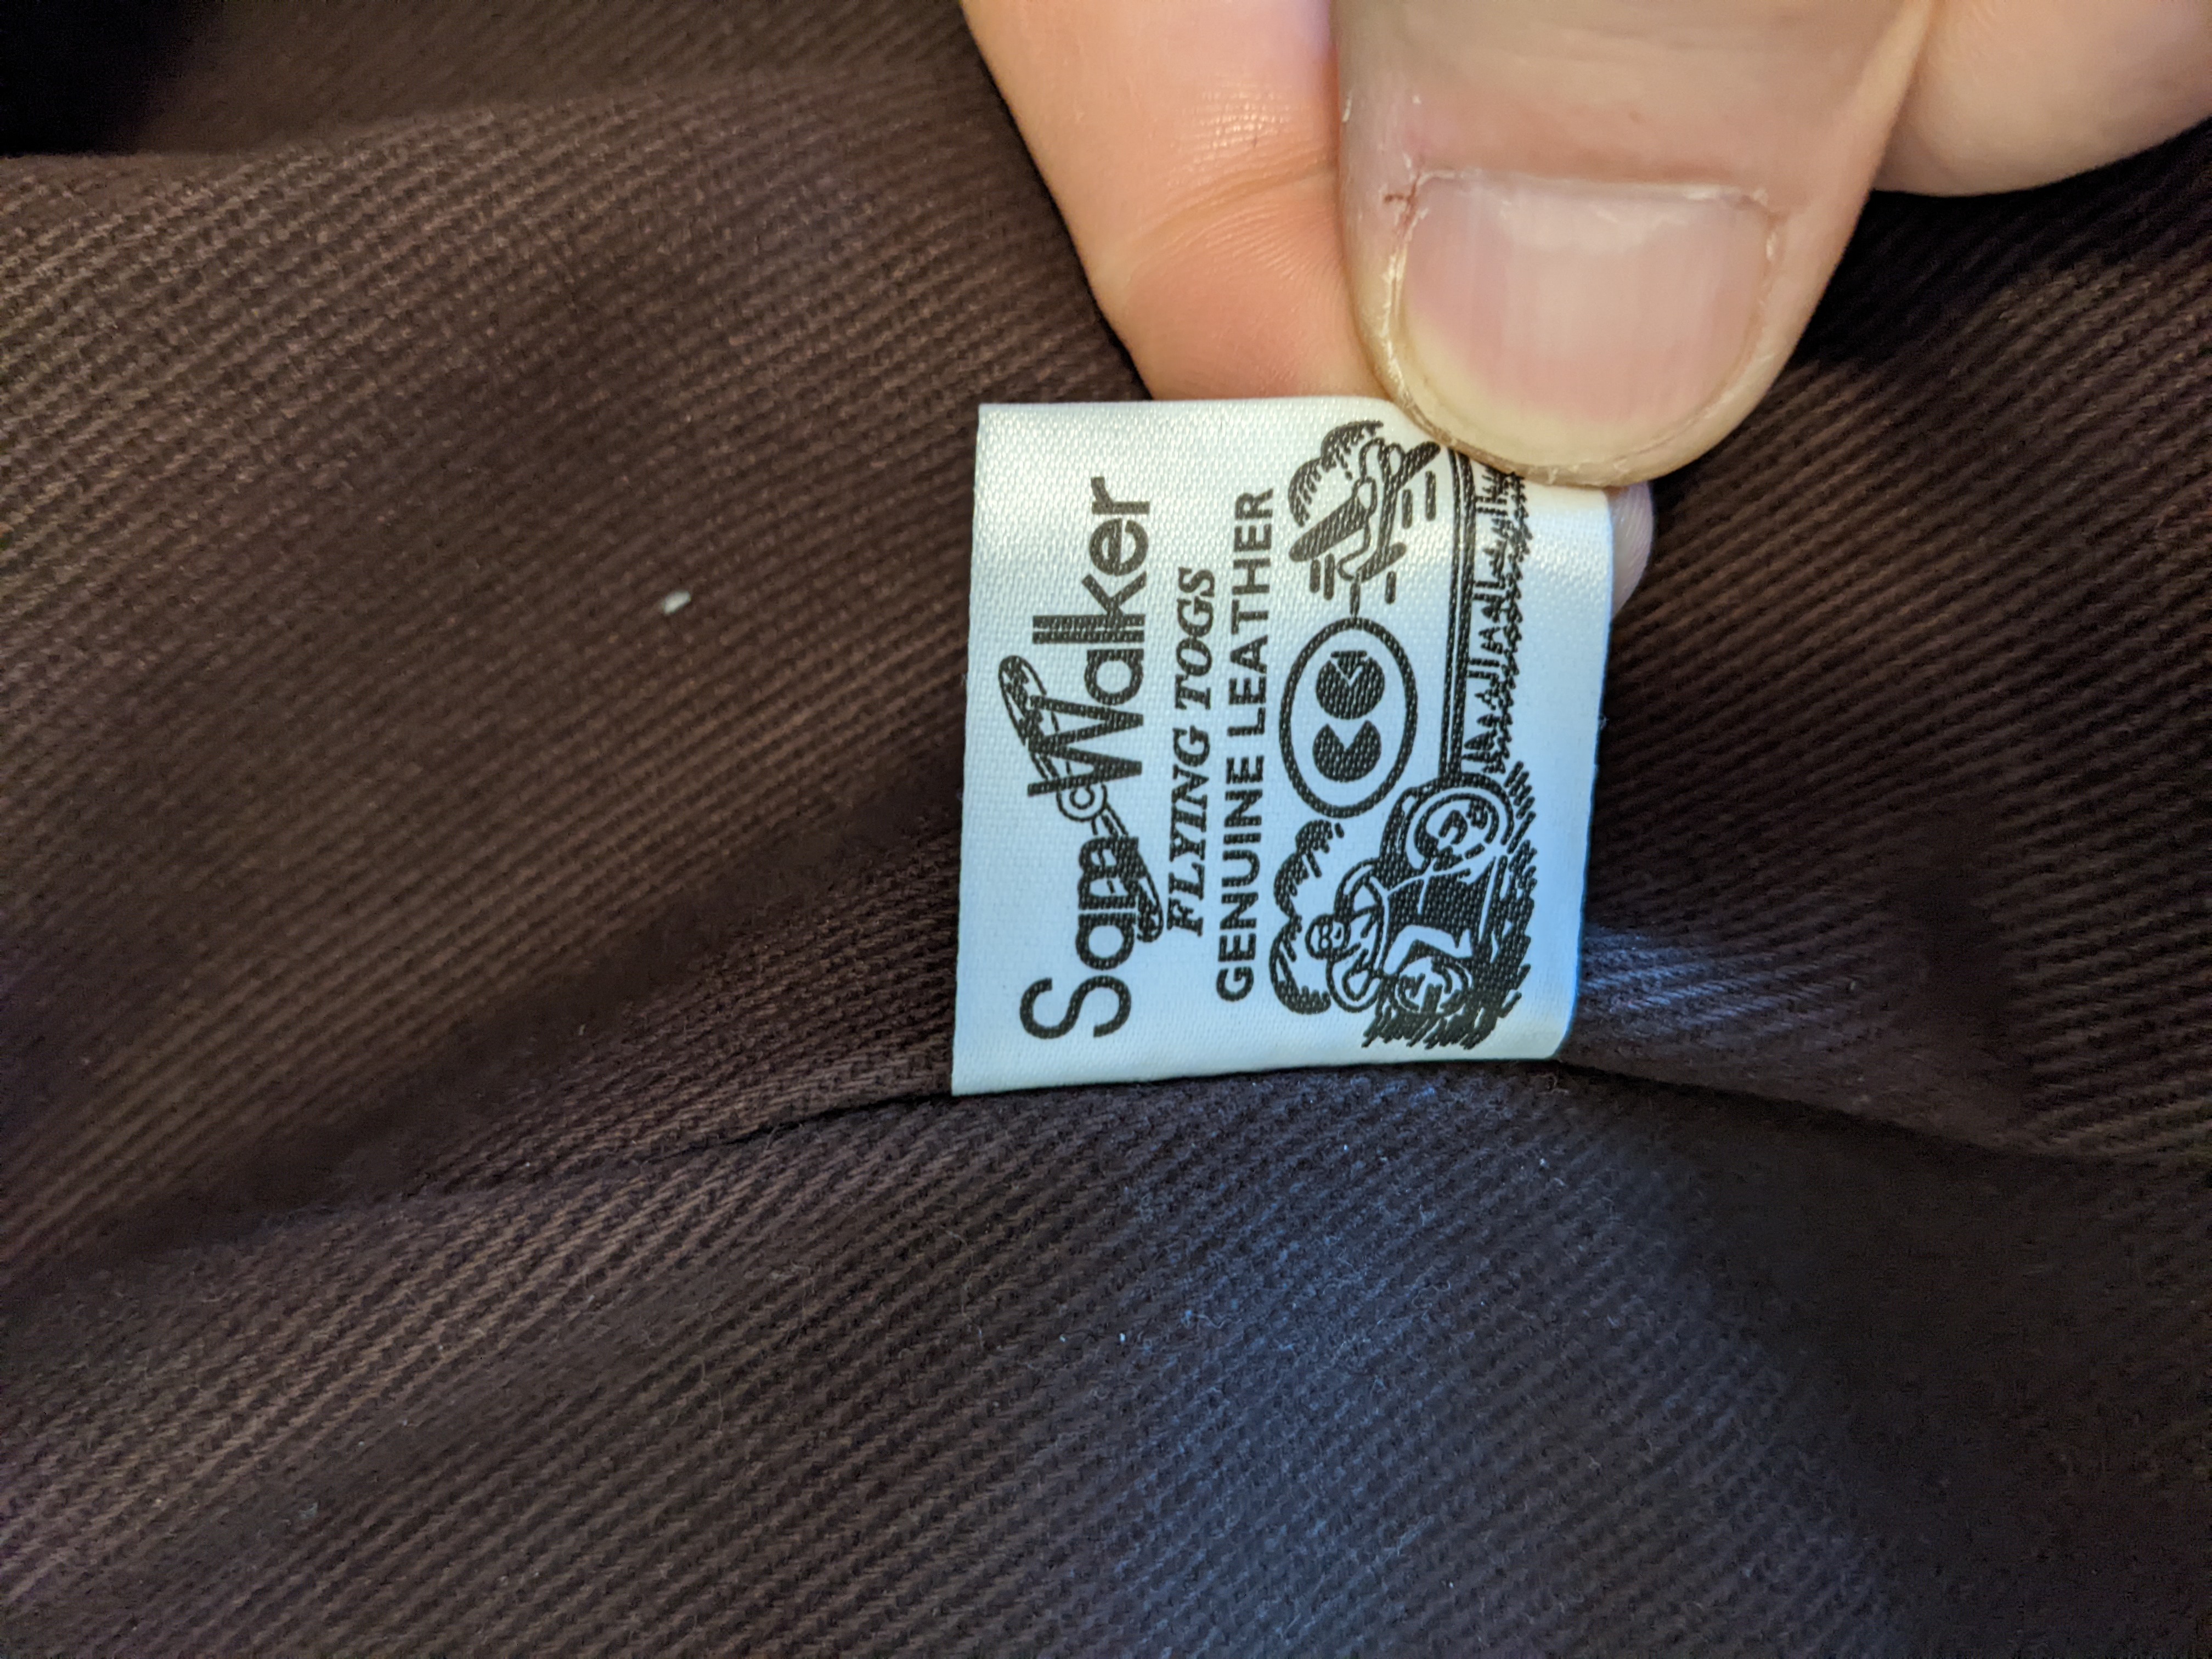 Sam Walker
FLYING TOGS
GENUINE LEATHER